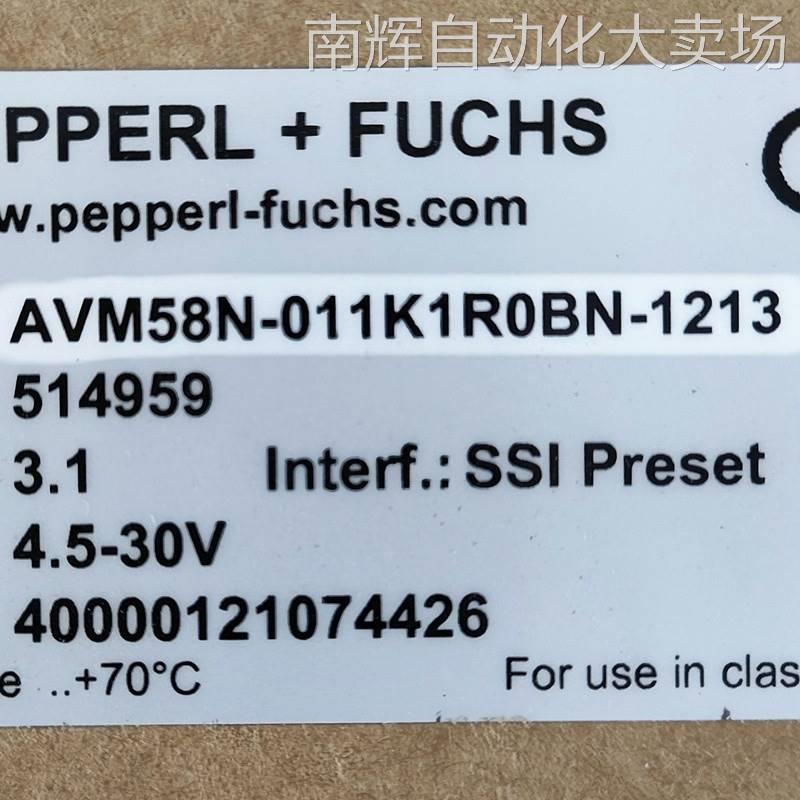 南辉自动化大卖场
PPERL + FUCHS
w.pepperl-fuchs.com
AVM58N-011K1R0BN-1213
514959
3.1 Interf.: SSI Preset
4.5-30V
40000121074426
e ..+70°C For use in clas